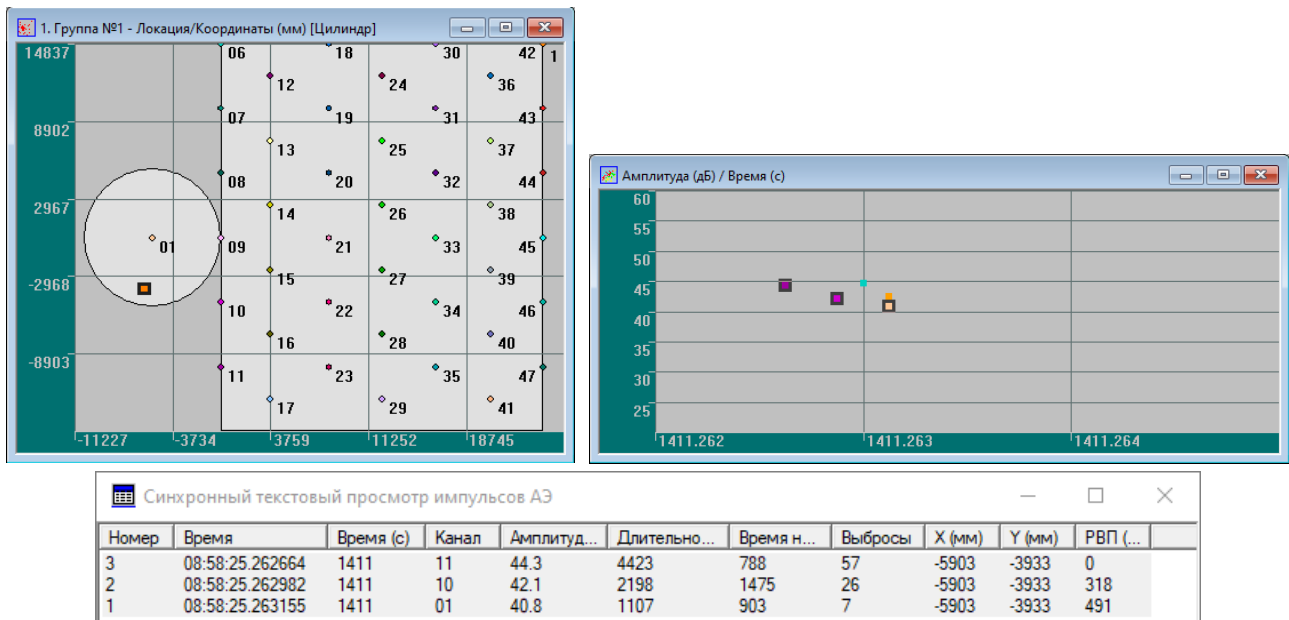 1. Группа №1 - Локация/Координаты (мм) [Цилиндр]
14837 06 18 30 42 1
12 24 36
07 19 31 43
8902
13 25 37
08 20 32 44
2967
14 26 38
01 09 21 33 45
15 27 39
-2968
10 22 34 46
16 28 40
-8903
11 23 35 47
17 29 41
-11227 -3734 3759 11252 18745
Амплитуда (дБ) / Время (с)
60
55
50
45
40
35
30
25
1411.262 1411.263 1411.264
Синхронный текстовый просмотр импульсов АЭ
Номер Время Время (с) Канал Амплитуд... Длительно... Время н... Выбросы X (мм) Y (мм) РВП (...
3 08:58:25.262664 1411 11 44.3 4423 788 57 -5903 -3933 0
2 08:58:25.262982 1411 10 42.1 2198 1475 26 -5903 -3933 318
1 08:58:25.263155 1411 01 40.8 1107 903 7 -5903 -3933 491